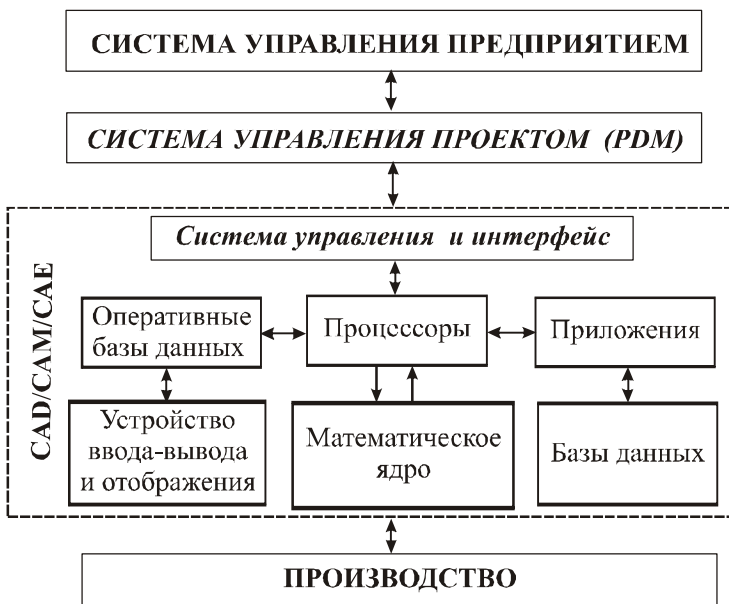 СИСТЕМА УПРАВЛЕНИЯ ПРЕДПРИЯТИЕМ
СИСТЕМА УПРАВЛЕНИЯ ПРОЕКТОМ (PDM)
CAD/CAM/CAE
Система управления и интерфейс
Оперативные
базы данных
Процессоры
Приложения
Устройство
ввода-вывода
и отображения
Математическое
ядро
Базы данных
ПРОИЗВОДСТВО